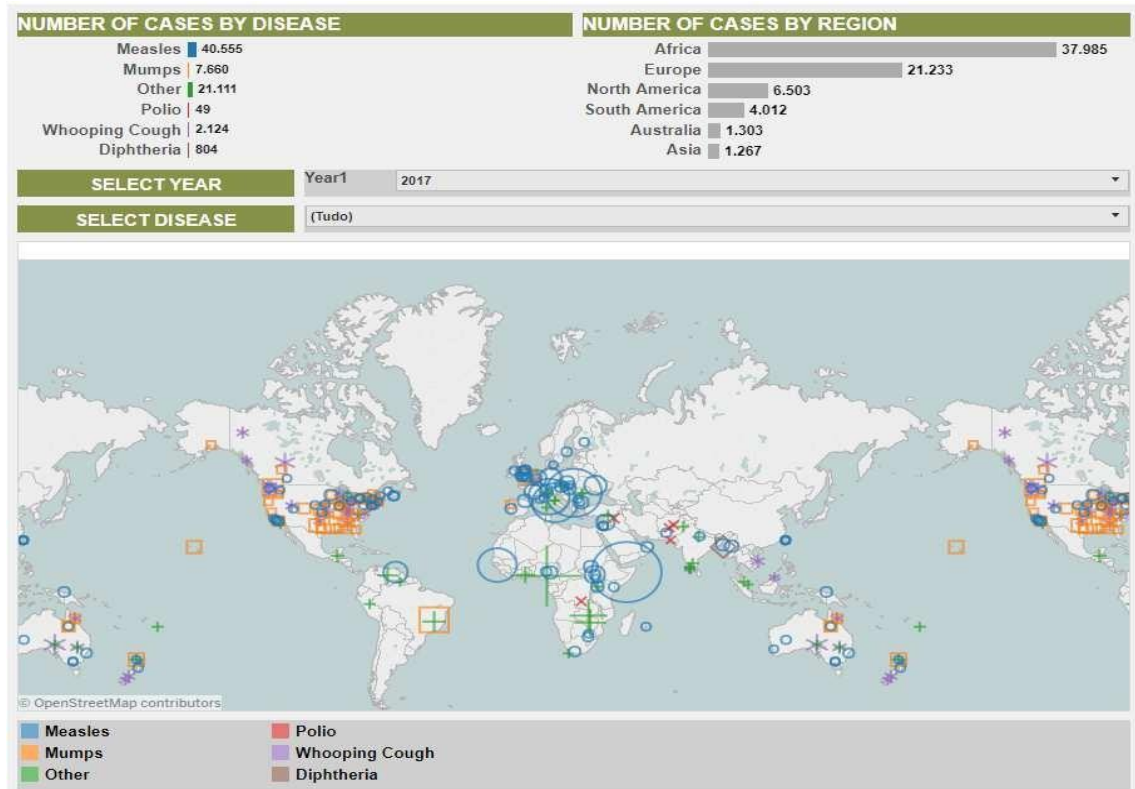 NUMBER OF CASES BY DISEASE
Measles 40.555
Mumps 7.660
Other 21.111
Polio 49
Whooping Cough 2.124
Diphtheria 804
NUMBER OF CASES BY REGION
Africa 37.985
Europe 21.233
North America 6.503
South America 4.012
Australia 1.303
Asia 1.267
SELECT YEAR Year1 2017
SELECT DISEASE (Tudo)
© OpenStreetMap contributors
Measles Polio
Mumps Whooping Cough
Other Diphtheria